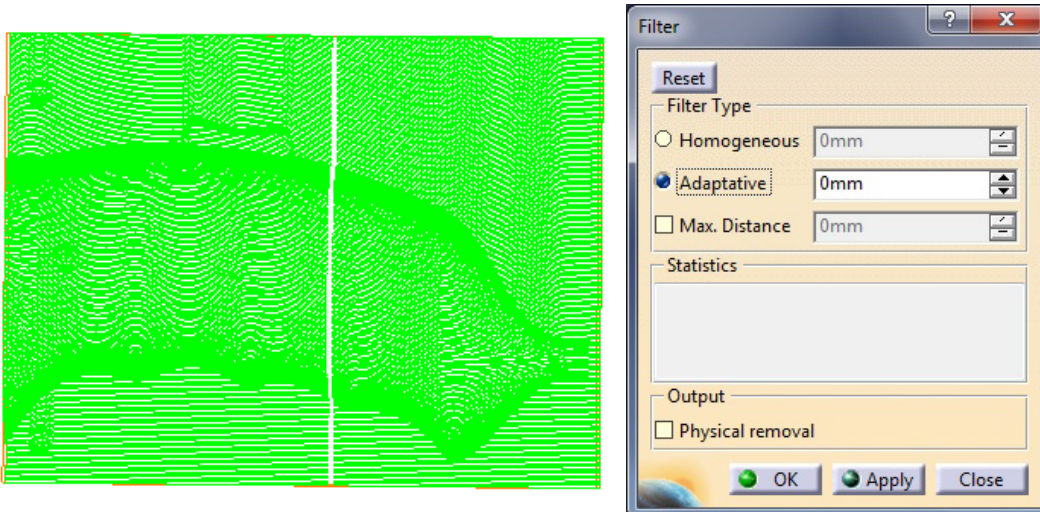 Filter
?
X
Reset
Filter Type
Homogeneous 0mm
Adaptative 0mm
Max. Distance 0mm
Statistics
Output
Physical removal
OK Apply Close